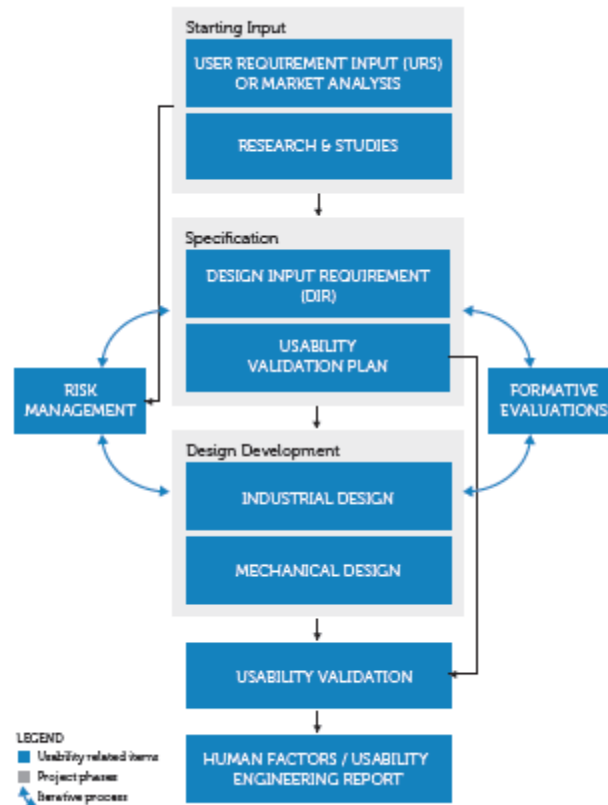 Starting Input
USER REQUIREMENT INPUT (URS)
OR MARKET ANALYSIS
RESEARCH & STUDIES
Specification
DESIGN INPUT REQUIREMENT
(DIR)
USABILITY
VALIDATION PLAN
RISK
MANAGEMENT
FORMATIVE
EVALUATIONS
Design Development
INDUSTRIAL DESIGN
MECHANICAL DESIGN
USABILITY VALIDATION
HUMAN FACTORS / USABILITY
ENGINEERING REPORT
LEGEND
Usability related items
Project phases
Iterative process